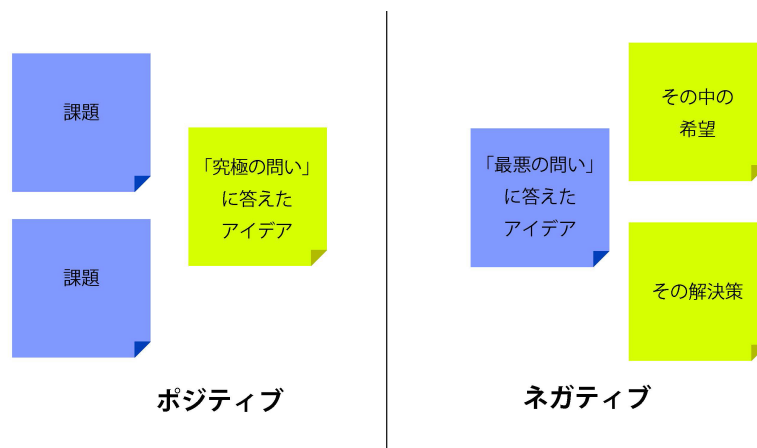 課題
「究極の問い」
に答えた
アイデア
課題
ポジティブ
その中の
希望
「最悪の問い」
に答えた
アイデア
その解決策
ネガティブ